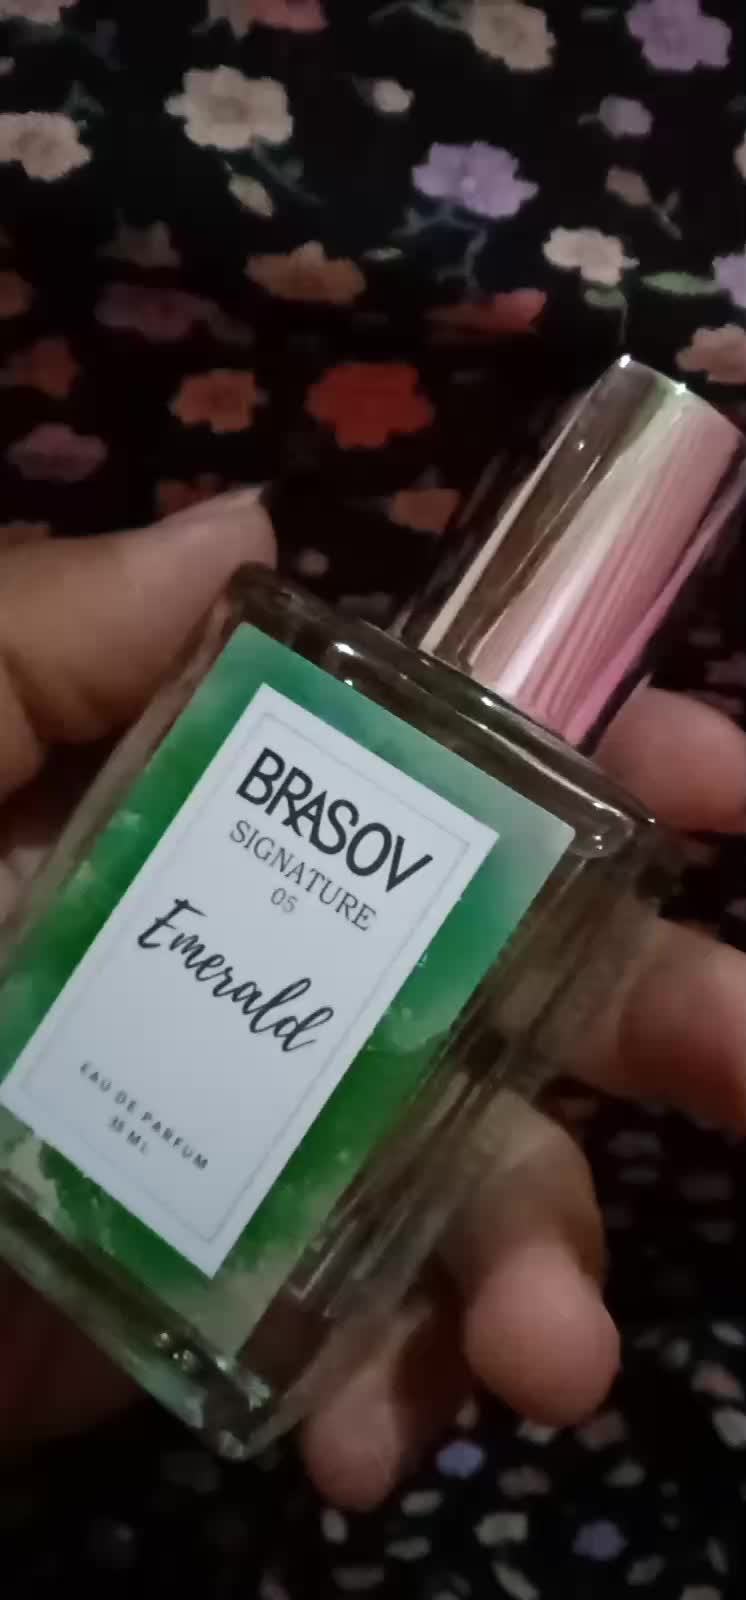 BRASOV
SIGNATURE
05
Emerald
EAU DE PARFUM
35 ML